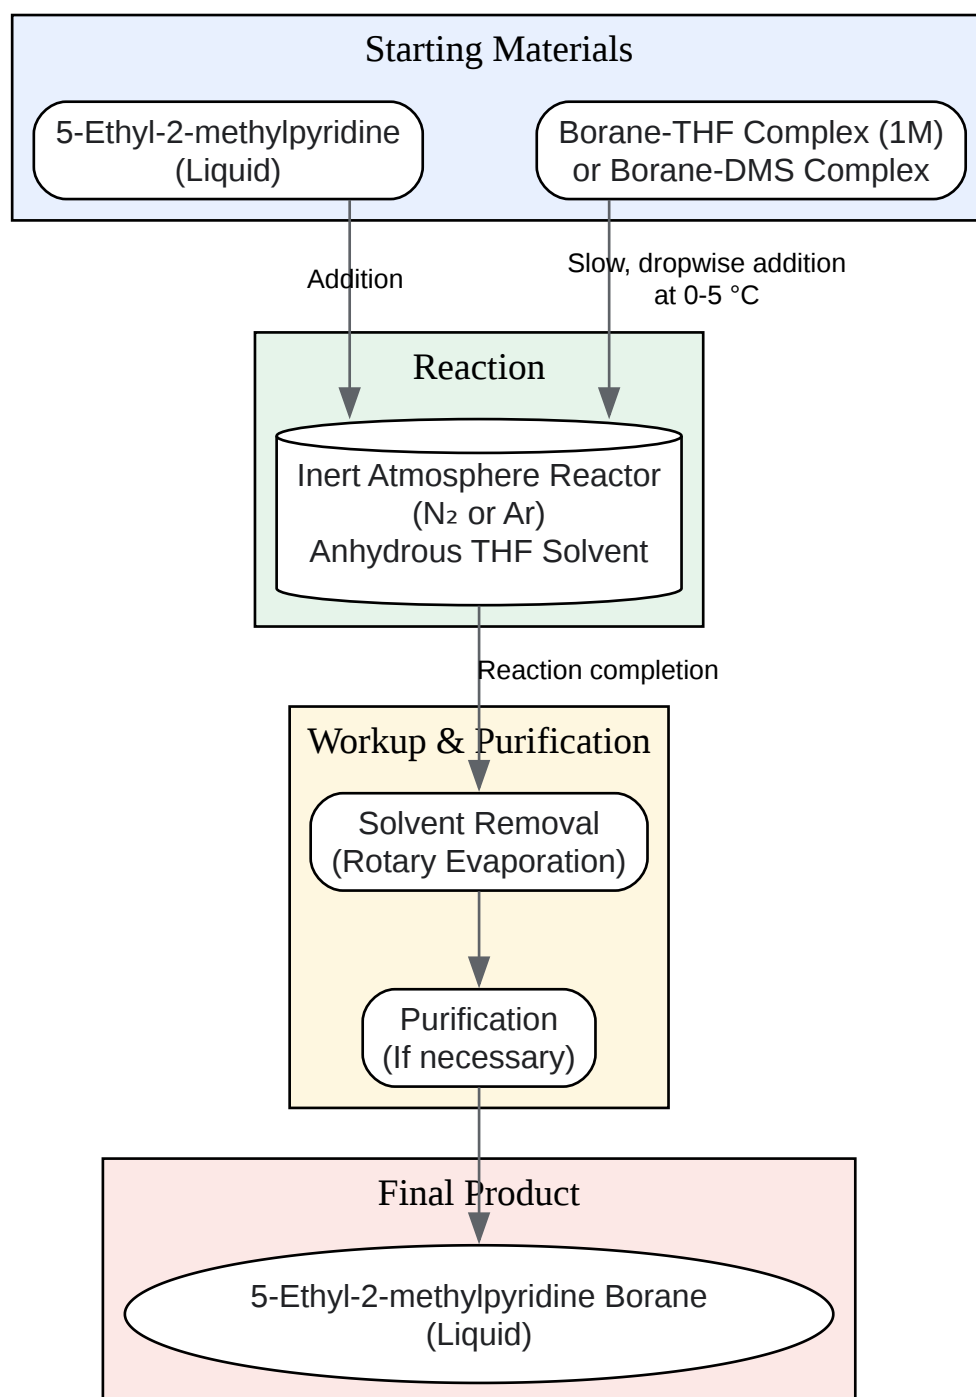 Starting Materials
5-Ethyl-2-methylpyridine
(Liquid)
Borane-THF Complex (1M)
or Borane-DMS Complex
Addition
Slow, dropwise addition
at 0-5 °C
Reaction
Inert Atmosphere Reactor
(N₂ or Ar)
Anhydrous THF Solvent
Reaction completion
Workup & Purification
Solvent Removal
(Rotary Evaporation)
Purification
(If necessary)
Final Product
5-Ethyl-2-methylpyridine Borane
(Liquid)